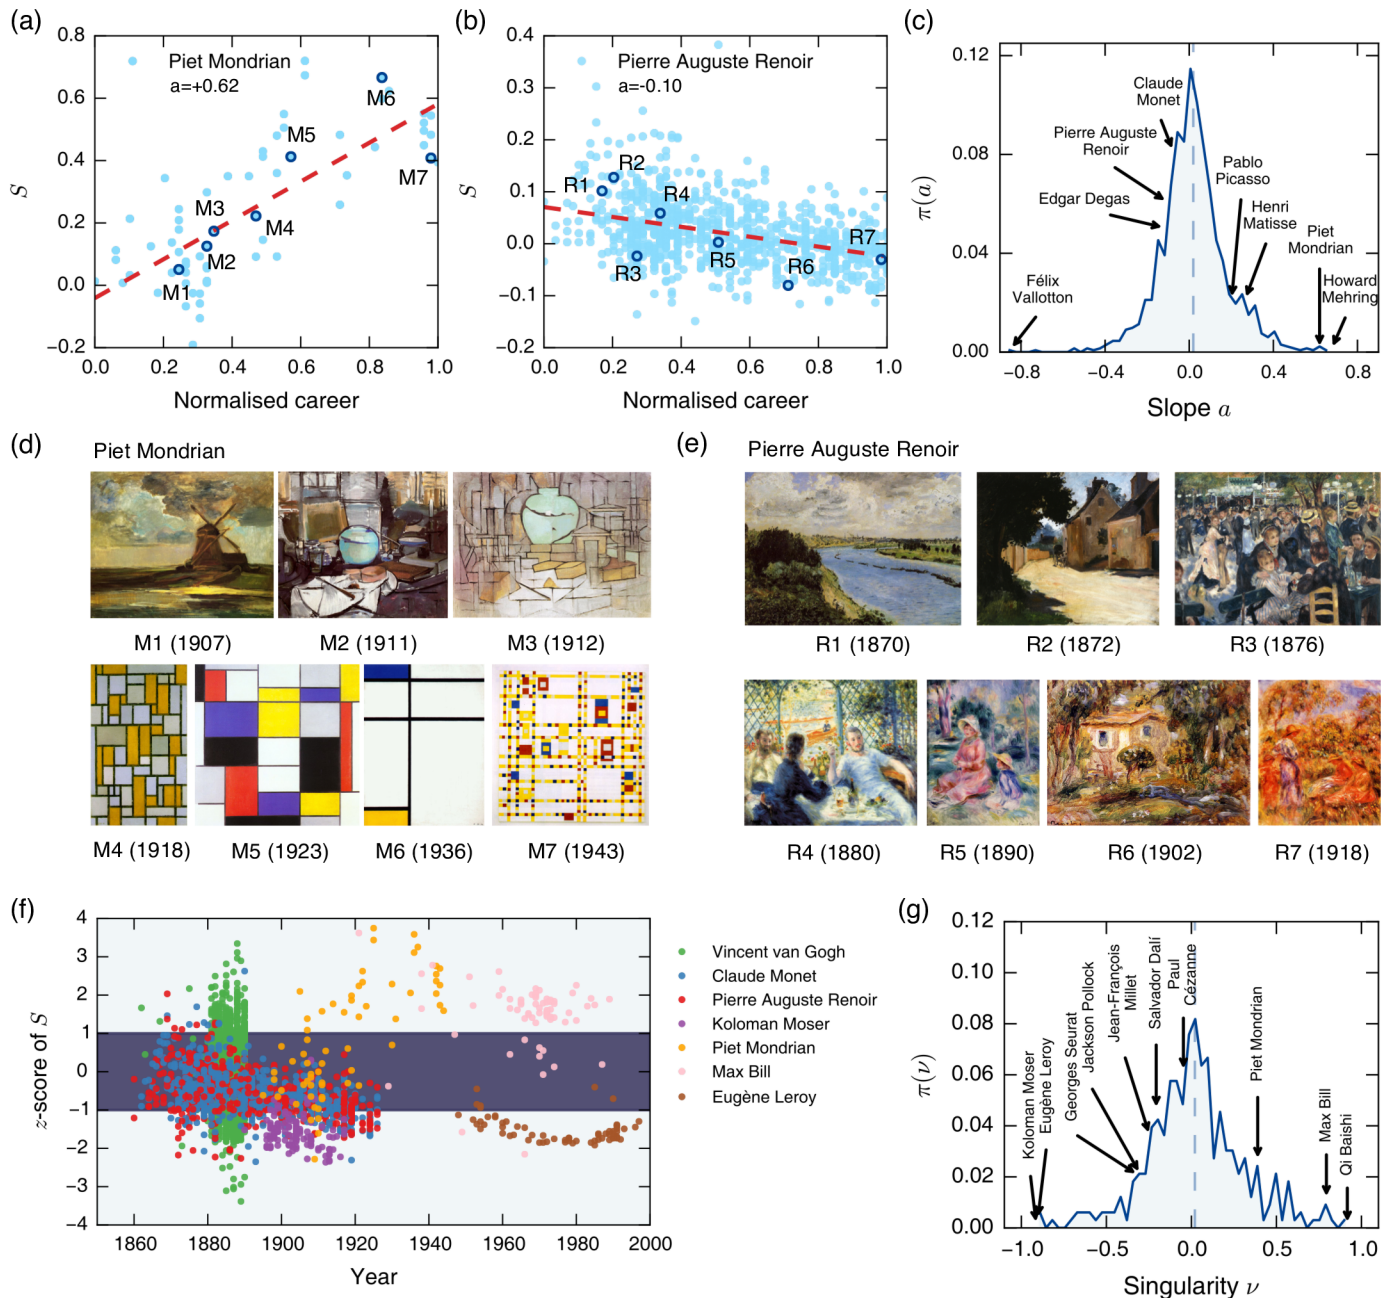 (a)
0.8
0.6
0.4
0.2
0.0
−0.2
S
Piet Mondrian
a=+0.62
M6
M5
M7
M3
M4
M2
M1
0.0 0.2 0.4 0.6 0.8 1.0
Normalised career
(b)
0.4
0.3
0.2
0.1
0.0
−0.1
−0.2
S
Pierre Auguste Renoir
a=-0.10
R2
R1
R4
R7
R5
R3
R6
0.0 0.2 0.4 0.6 0.8 1.0
Normalised career
(c)
0.12
0.08
0.04
0.00
π(a)
Claude
Monet
Pierre Auguste
Renoir
Edgar Degas
Félix
Vallotton
Pablo
Picasso
Henri
Matisse
Piet
Mondrian
Howard
Mehring
−0.8 −0.4 0.0 0.4 0.8
Slope a
(d)
Piet Mondrian
M1 (1907) M2 (1911) M3 (1912)
M4 (1918) M5 (1923) M6 (1936) M7 (1943)
(e)
Pierre Auguste Renoir
R1 (1870) R2 (1872) R3 (1876)
R4 (1880) R5 (1890) R6 (1902) R7 (1918)
(f)
4
3
2
1
0
−1
−2
−3
−4
z-score of S
1860 1880 1900 1920 1940 1960 1980 2000
Year
Vincent van Gogh
Claude Monet
Pierre Auguste Renoir
Koloman Moser
Piet Mondrian
Max Bill
Eugène Leroy
(g)
0.12
0.10
0.08
0.06
0.04
0.02
0.00
π(ν)
Koloman Moser
Eugène Leroy
Georges Seurat
Jackson Pollock
Jean-François
Millet
Salvador Dalí
Paul
Cézanne
Piet Mondrian
Max Bill
Qi Baishi
−1.0 −0.5 0.0 0.5 1.0
Singularity ν